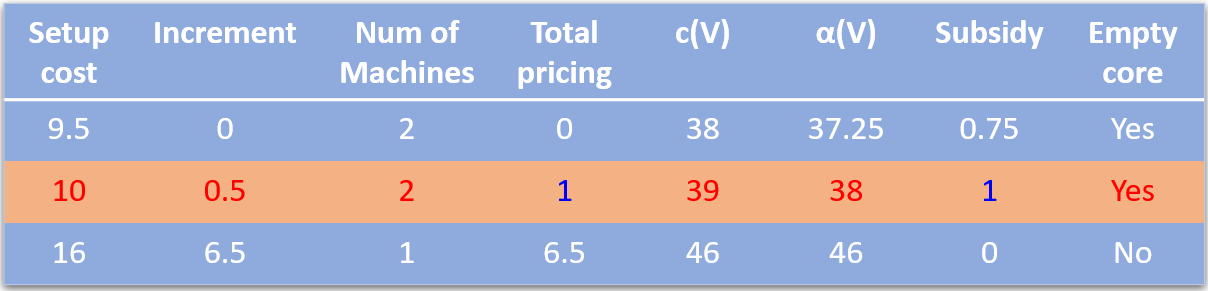 Setup cost Increment Num of Machines Total pricing c(V) α(V) Subsidy Empty core
9.5 0 2 0 38 37.25 0.75 Yes
10 0.5 2 1 39 38 1 Yes
16 6.5 1 6.5 46 46 0 No